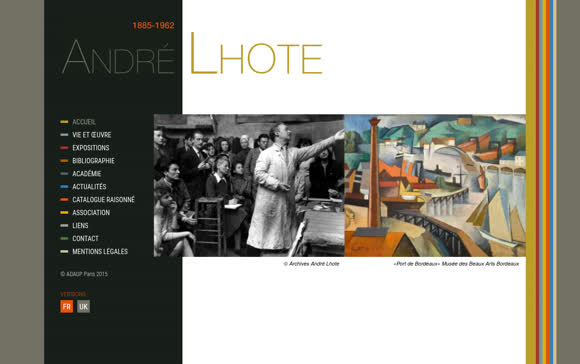 1885-1962
ANDRÉ LHOTE
ACCUEIL
VIE ET ŒUVRE
EXPOSITIONS
BIBLIOGRAPHIE
ACADÉMIE
ACTUALITÉS
CATALOGUE RAISONNÉ
ASSOCIATION
LIENS
CONTACT
MENTIONS LÉGALES
© Archives André Lhote
«Port de Bordeaux» Musée des Beaux Arts Bordeaux
© ADAGP Paris 2015
VERSIONS
FR UK